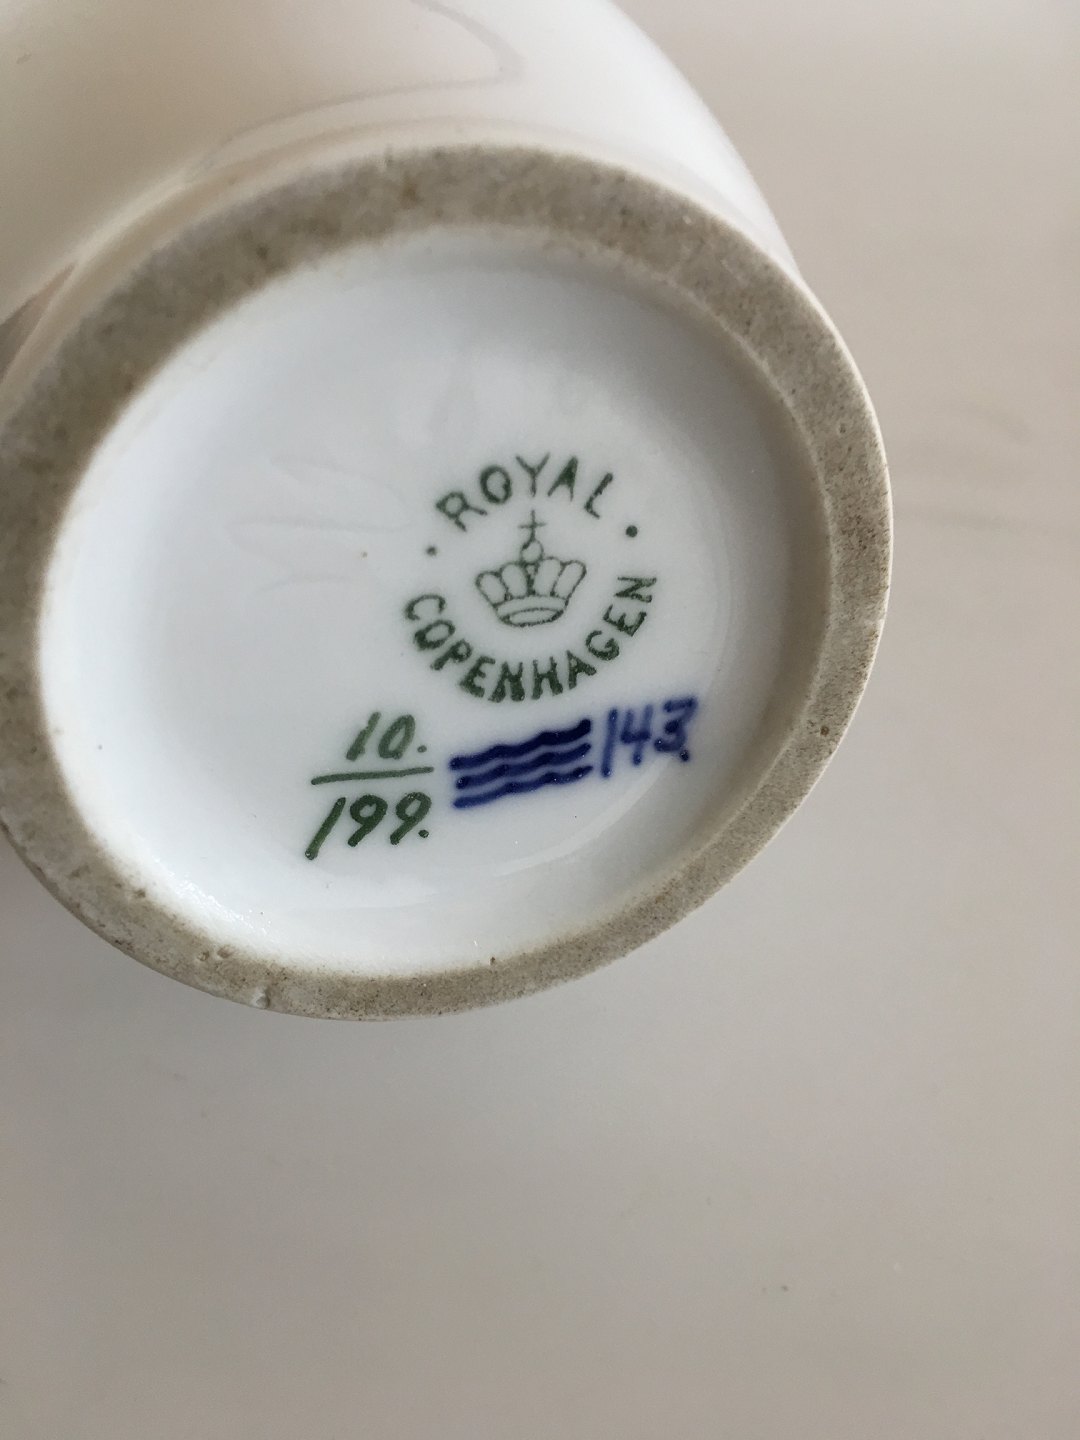 ROYAL
COPENHAGEN
10.
199.
143.